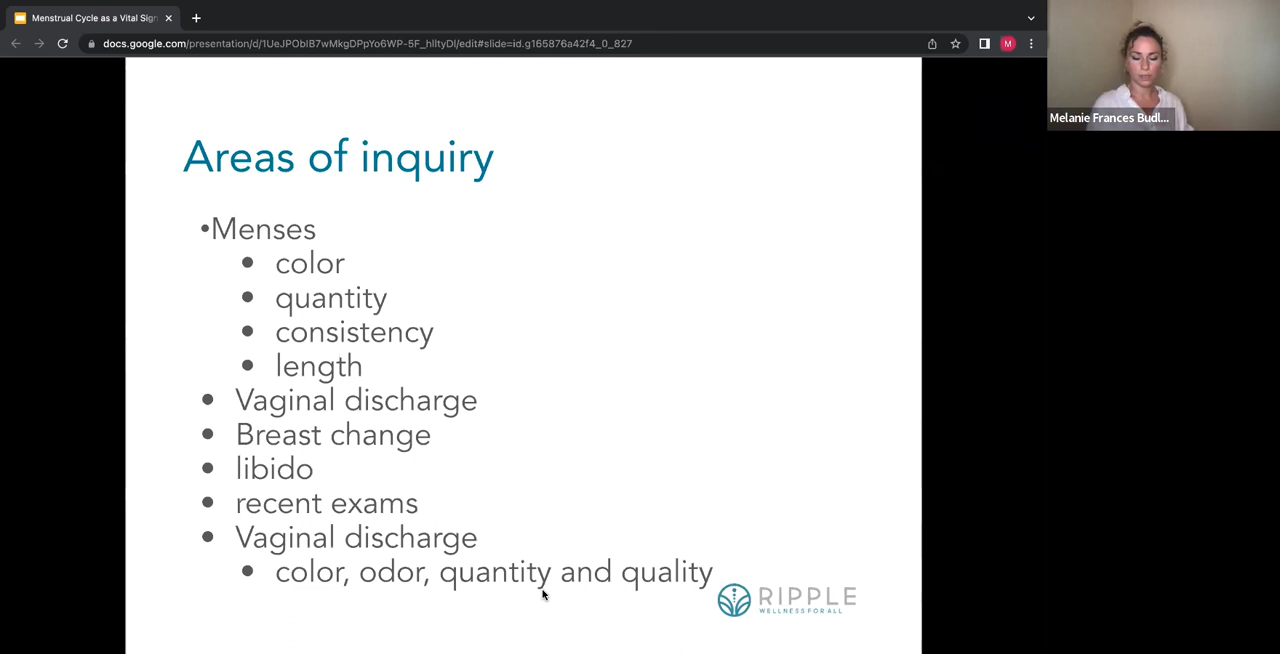 Menstrual Cycle as a Vital Sign
docs.google.com/presentation/d/1UeJPOblB7wMkgDPpYo6WP-5F_hlltyDI/edit#slide=id.g165876a42f4_0_827
M
Melanie Frances Budl...
Areas of inquiry
•Menses
• color
• quantity
• consistency
• length
• Vaginal discharge
• Breast change
• libido
• recent exams
• Vaginal discharge
• color, odor, quantity and quality
RIPPLE
WELLNESS FOR ALL